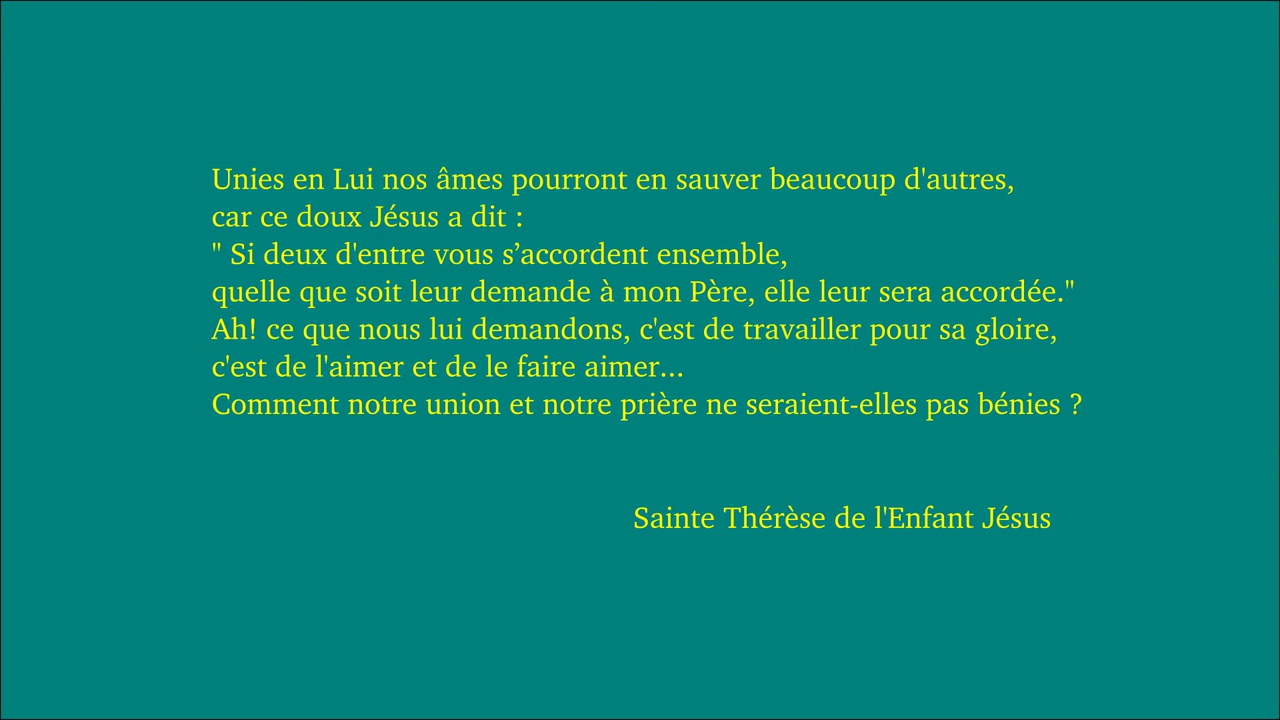 Unies en Lui nos âmes pourront en sauver beaucoup d'autres,
car ce doux Jésus a dit :
" Si deux d'entre vous s’accordent ensemble,
quelle que soit leur demande à mon Père, elle leur sera accordée."
Ah! ce que nous lui demandons, c'est de travailler pour sa gloire,
c'est de l'aimer et de le faire aimer...
Comment notre union et notre prière ne seraient-elles pas bénies ?
Sainte Thérèse de l'Enfant Jésus